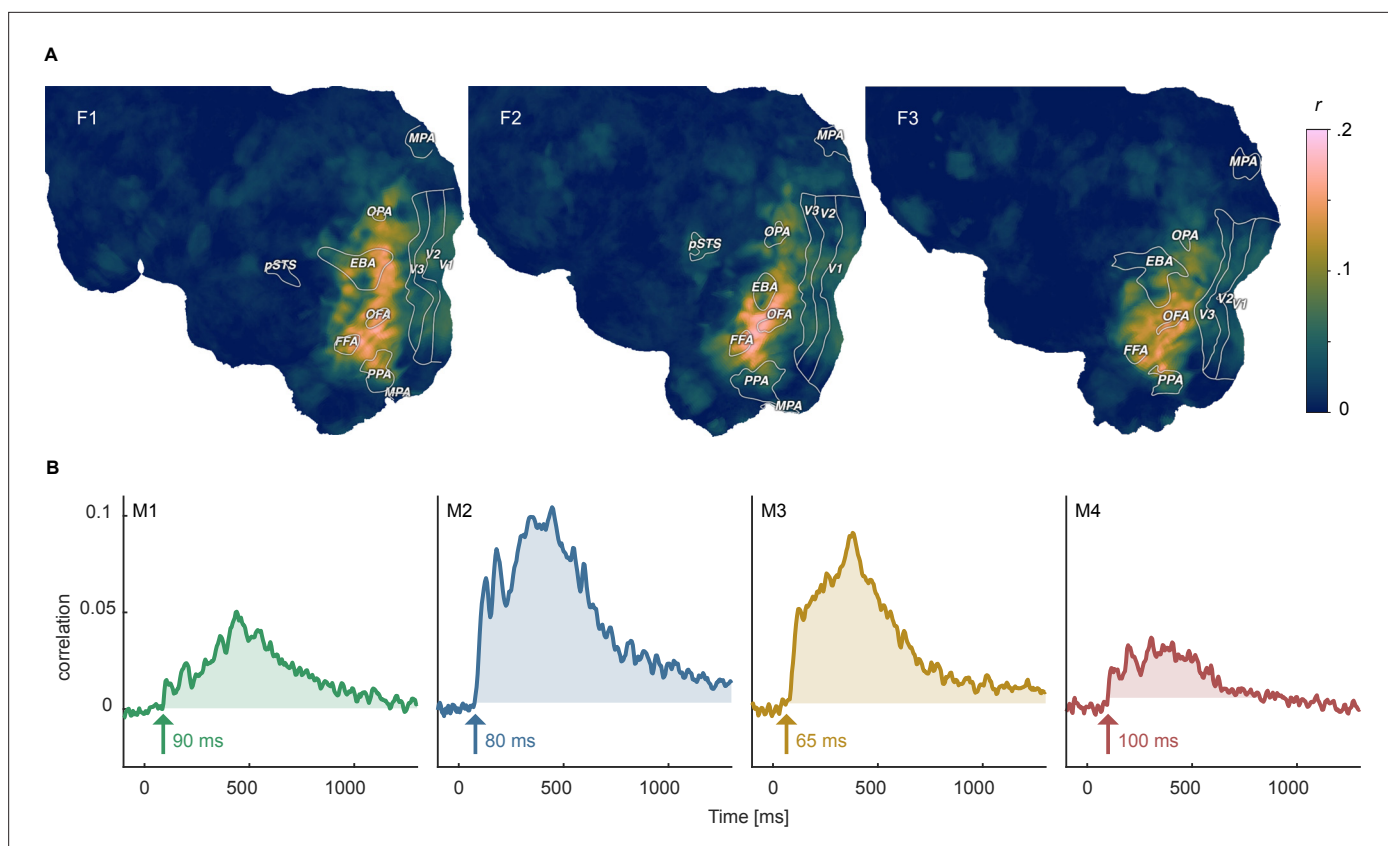 A
F1
F2
F3
r
MPA
MPA
MPA
.2
OPA
V3
V2
OPA
OPA
pSTS
EBA
V3
V2
V1
pSTS
V1
EBA
.1
EBA
V2
V1
OFA
OFA
OFA
V3
FFA
FFA
FFA
PPA
PPA
PPA
MPA
MPA
0
B
M1
M2
M3
M4
0.1
0.05
0
correlation
90 ms
80 ms
65 ms
100 ms
0
500
1000
0
500
1000
0
500
1000
0
500
1000
Time [ms]